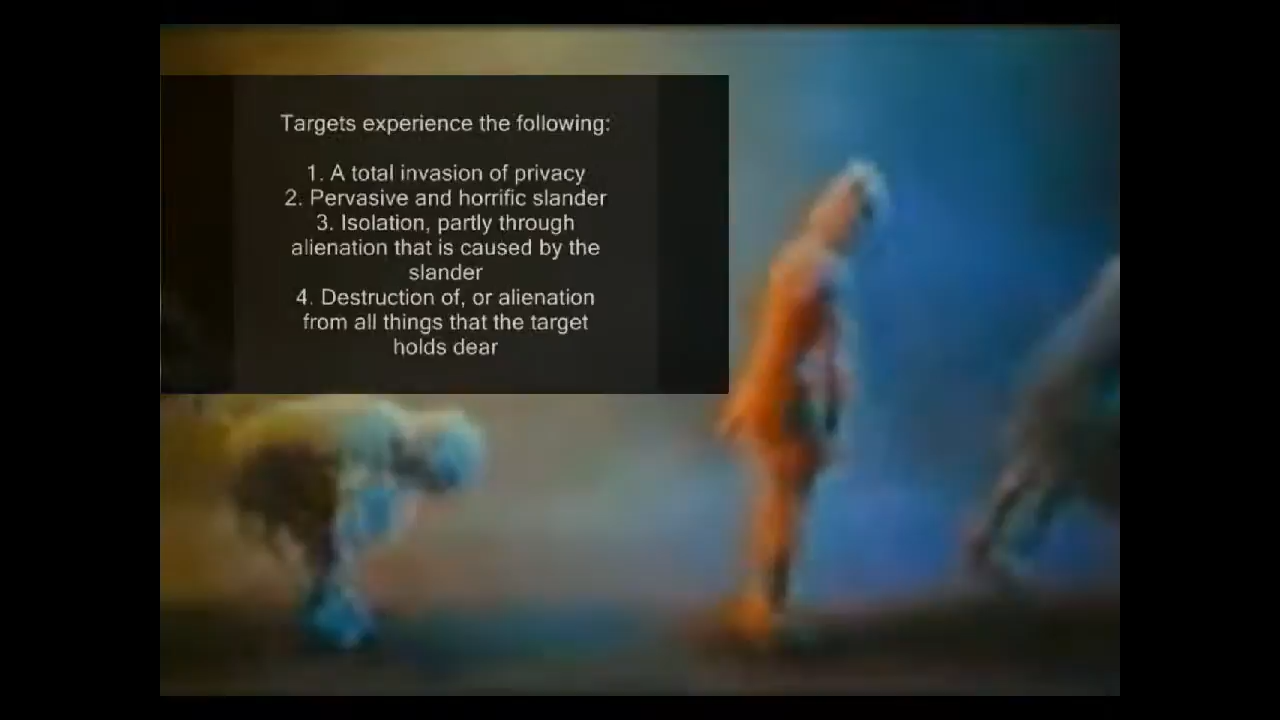 Targets experience the following:
1. A total invasion of privacy
2. Pervasive and horrific slander
3. Isolation, partly through
alienation that is caused by the
slander
4. Destruction of, or alienation
from all things that the target
holds dear